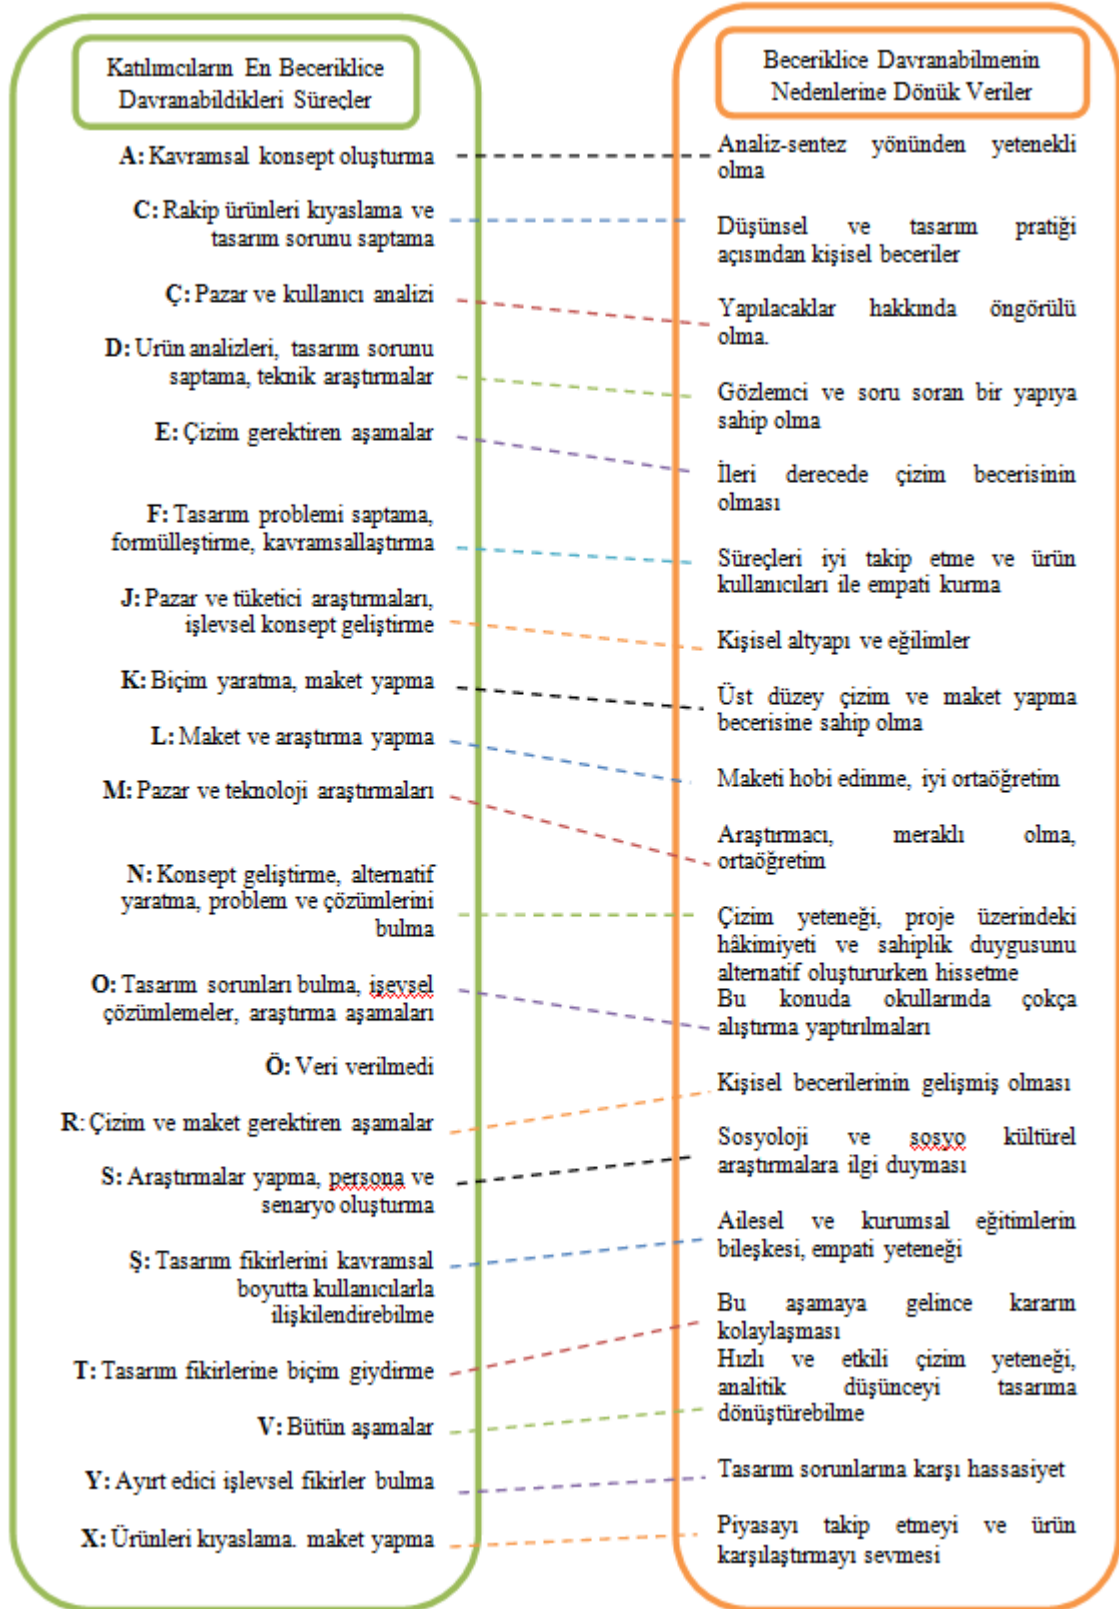 Katılımcıların En Beceriklice
Davranabildikleri Süreçler
A: Kavramsal konsept oluşturma
C: Rakip ürünleri kıyaslama ve
tasarım sorunu saptama
Ç: Pazar ve kullanıcı analizi
D: Ürün analizleri, tasarım sorunu
saptama, teknik araştırmalar
E: Çizim gerektiren aşamalar
F: Tasarım problemi saptama,
formülleştirme, kavramsallaştırma
J: Pazar ve tüketici araştırmaları,
işlevsel konsept geliştirme
K: Biçim yaratma, maket yapma
L: Maket ve araştırma yapma
M: Pazar ve teknoloji araştırmaları
N: Konsept geliştirme, alternatif
yaratma, problem ve çözümlerini
bulma
O: Tasarım sorunları bulma, işevsel
çözümlemeler, araştırma aşamaları
Ö: Veri verilmedi
R: Çizim ve maket gerektiren aşamalar
S: Araştırmalar yapma, persona ve
senaryo oluşturma
Ş: Tasarım fikirlerini kavramsal
boyutta kullanıcılarla
ilişkilendirebilme
T: Tasarım fikirlerine biçim giydirme
V: Bütün aşamalar
Y: Ayırt edici işlevsel fikirler bulma
X: Ürünleri kıyaslama. maket yapma
Beceriklice Davranabilmenin
Nedenlerine Dönük Veriler
Analiz-sentez yönünden yetenekli
olma
Düşünsel ve tasarım pratiği
açısından kişisel beceriler
Yapılacaklar hakkında öngörülü
olma.
Gözlemci ve soru soran bir yapıya
sahip olma
İleri derecede çizim becerisinin
olması
Süreçleri iyi takip etme ve ürün
kullanıcıları ile empati kurma
Kişisel altyapı ve eğilimler
Üst düzey çizim ve maket yapma
becerisine sahip olma
Maketi hobi edinme, iyi ortaöğretim
Araştırmacı, meraklı olma,
ortaöğretim
Çizim yeteneği, proje üzerindeki
hâkimiyeti ve sahiplik duygusunu
alternatif oluştururken hissetme
Bu konuda okullarında çokça
alıştırma yaptırılmaları
Kişisel becerilerinin gelişmiş olması
Sosyoloji ve sosyo kültürel
araştırmalara ilgi duyması
Ailesel ve kurumsal eğitimlerin
bileşkesi, empati yeteneği
Bu aşamaya gelince kararın
kolaylaşması
Hızlı ve etkili çizim yeteneği,
analitik düşünceyi tasarıma
dönüştürebilme
Tasarım sorunlarına karşı hassasiyet
Piyasayı takip etmeyi ve ürün
karşılaştırmayı sevmesi